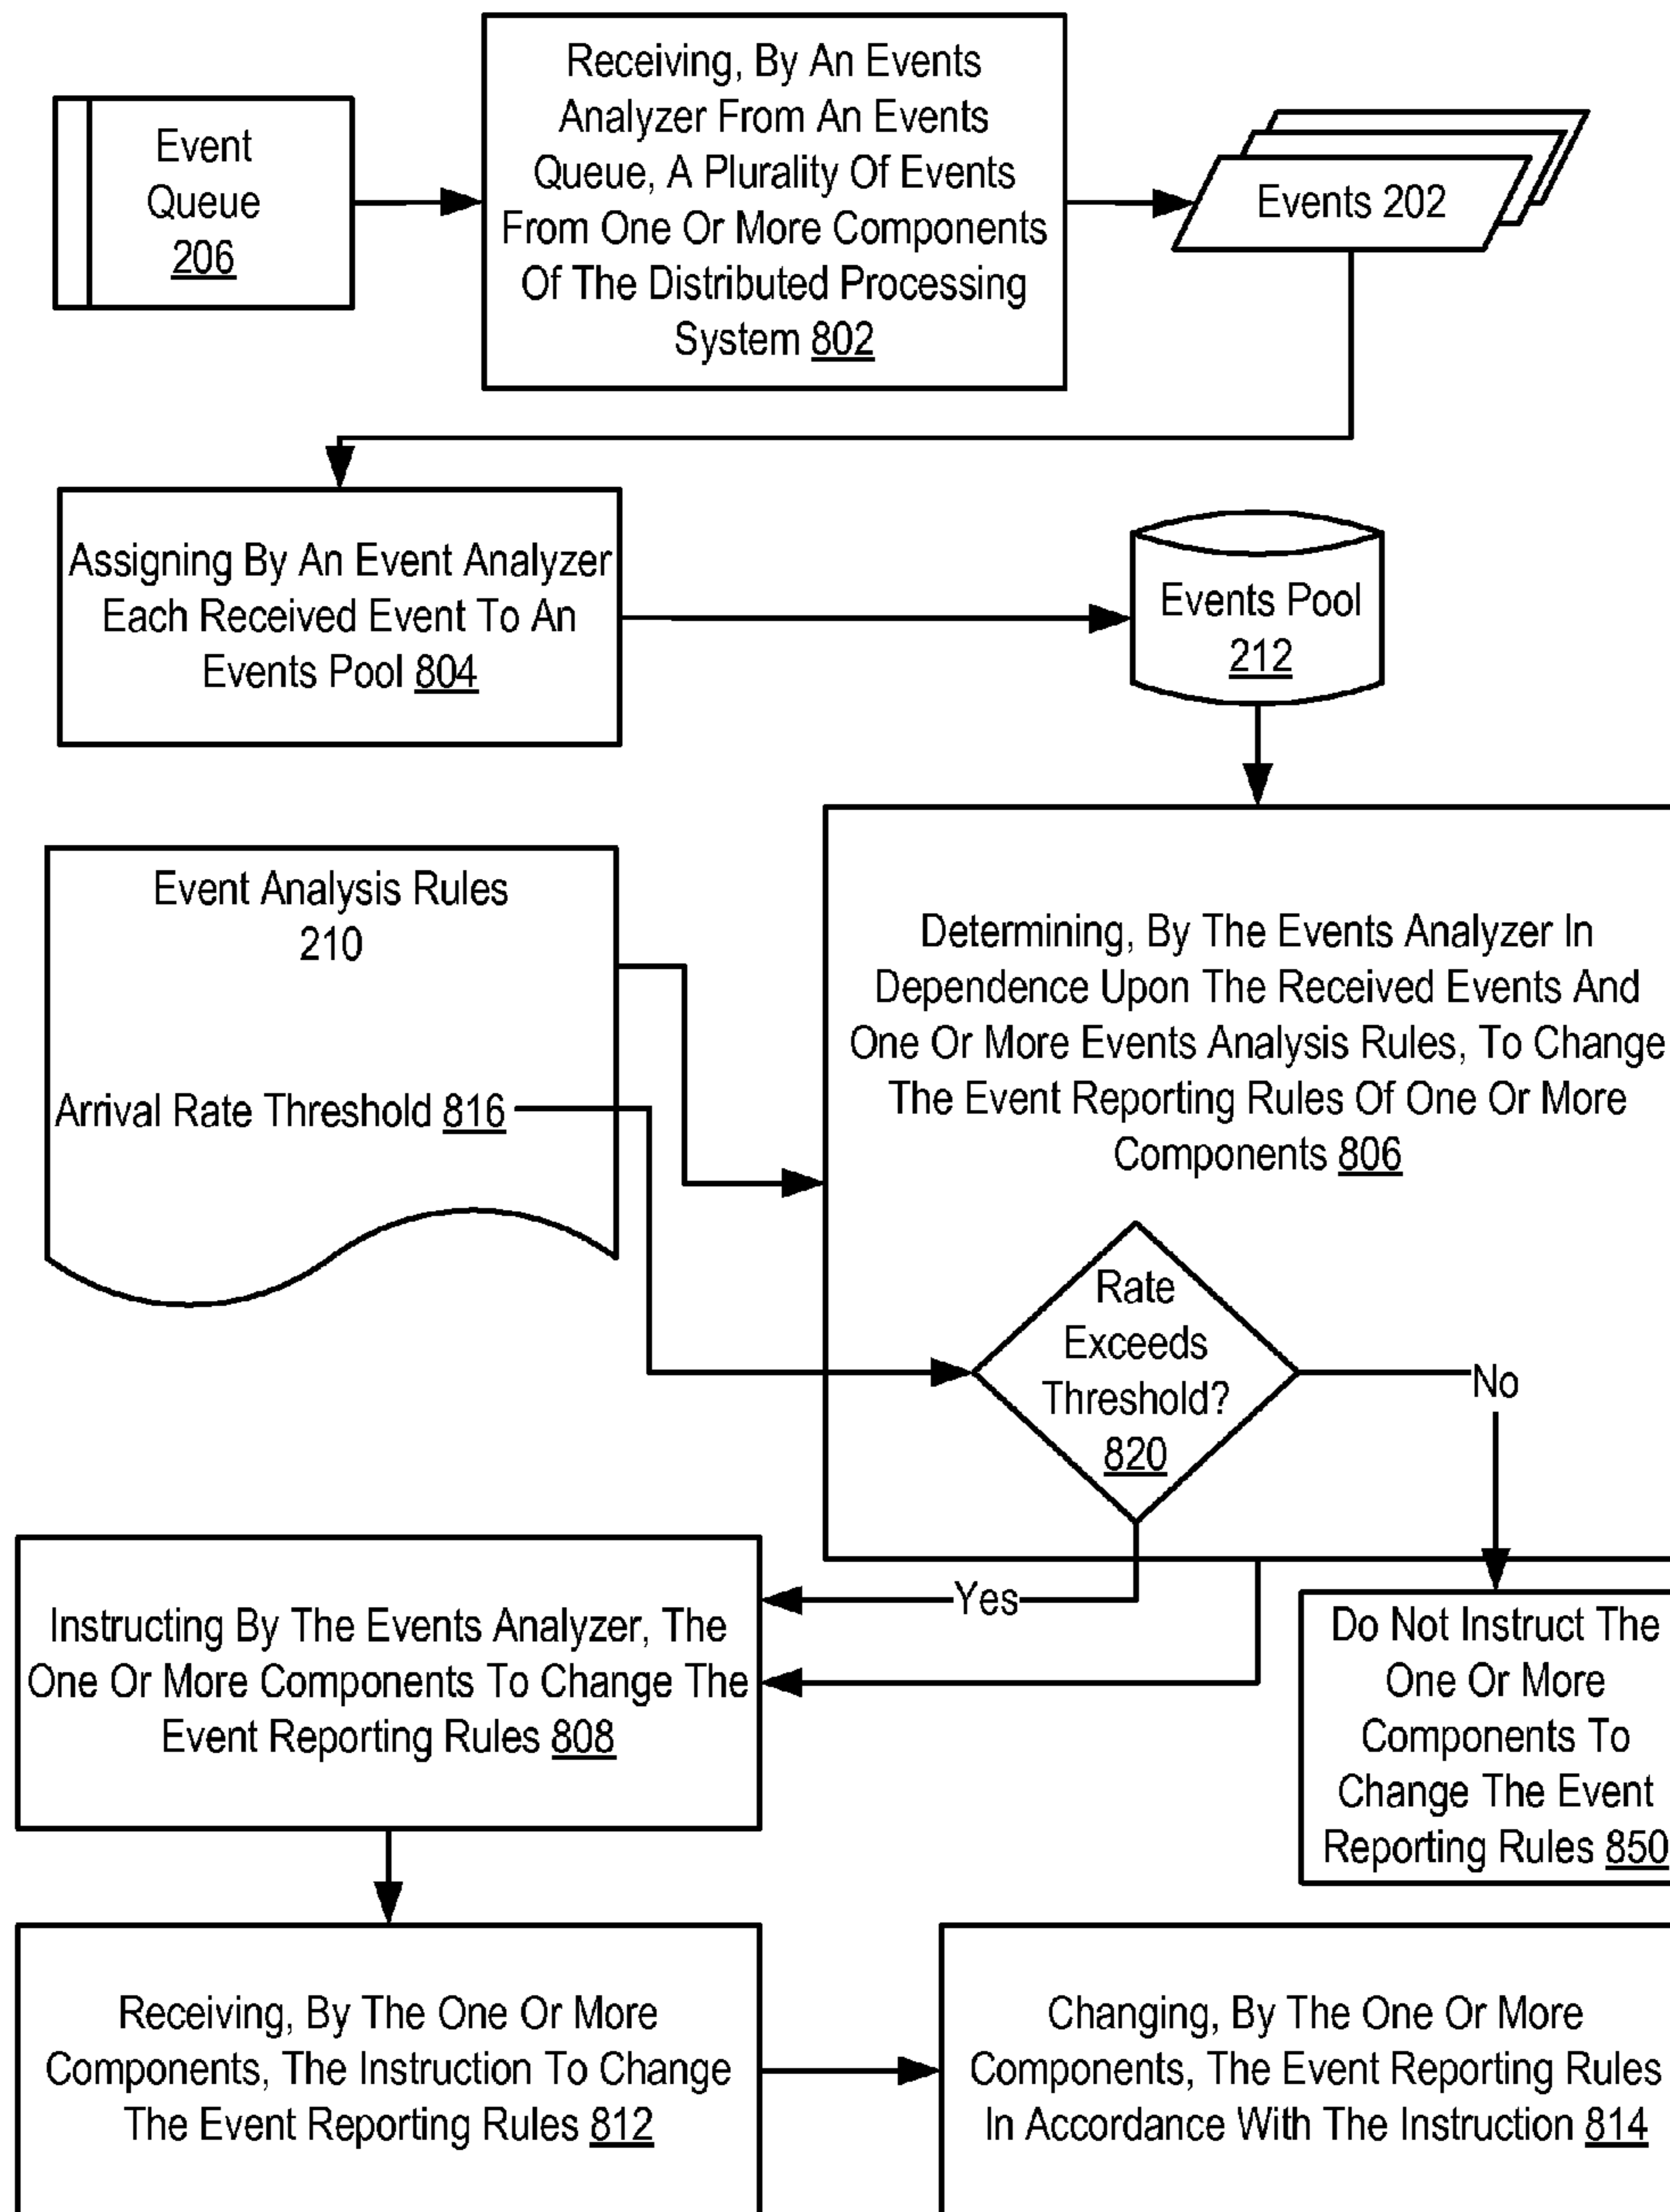 Event
Queue
206
Receiving, By An Events
Analyzer From An Events
Queue, A Plurality Of Events
From One Or More Components
Of The Distributed Processing
System 802
Events 202
Assigning By An Event Analyzer
Each Received Event To An
Events Pool 804
Events Pool
212
Event Analysis Rules
210
Arrival Rate Threshold 816
Determining, By The Events Analyzer In
Dependence Upon The Received Events And
One Or More Events Analysis Rules, To Change
The Event Reporting Rules Of One Or More
Components 806
Rate
Exceeds
Threshold?
820
No
Yes
Instructing By The Events Analyzer, The
One Or More Components To Change The
Event Reporting Rules 808
Do Not Instruct The
One Or More
Components To
Change The Event
Reporting Rules 850
Receiving, By The One Or More
Components, The Instruction To Change
The Event Reporting Rules 812
Changing, By The One Or More
Components, The Event Reporting Rules
In Accordance With The Instruction 814